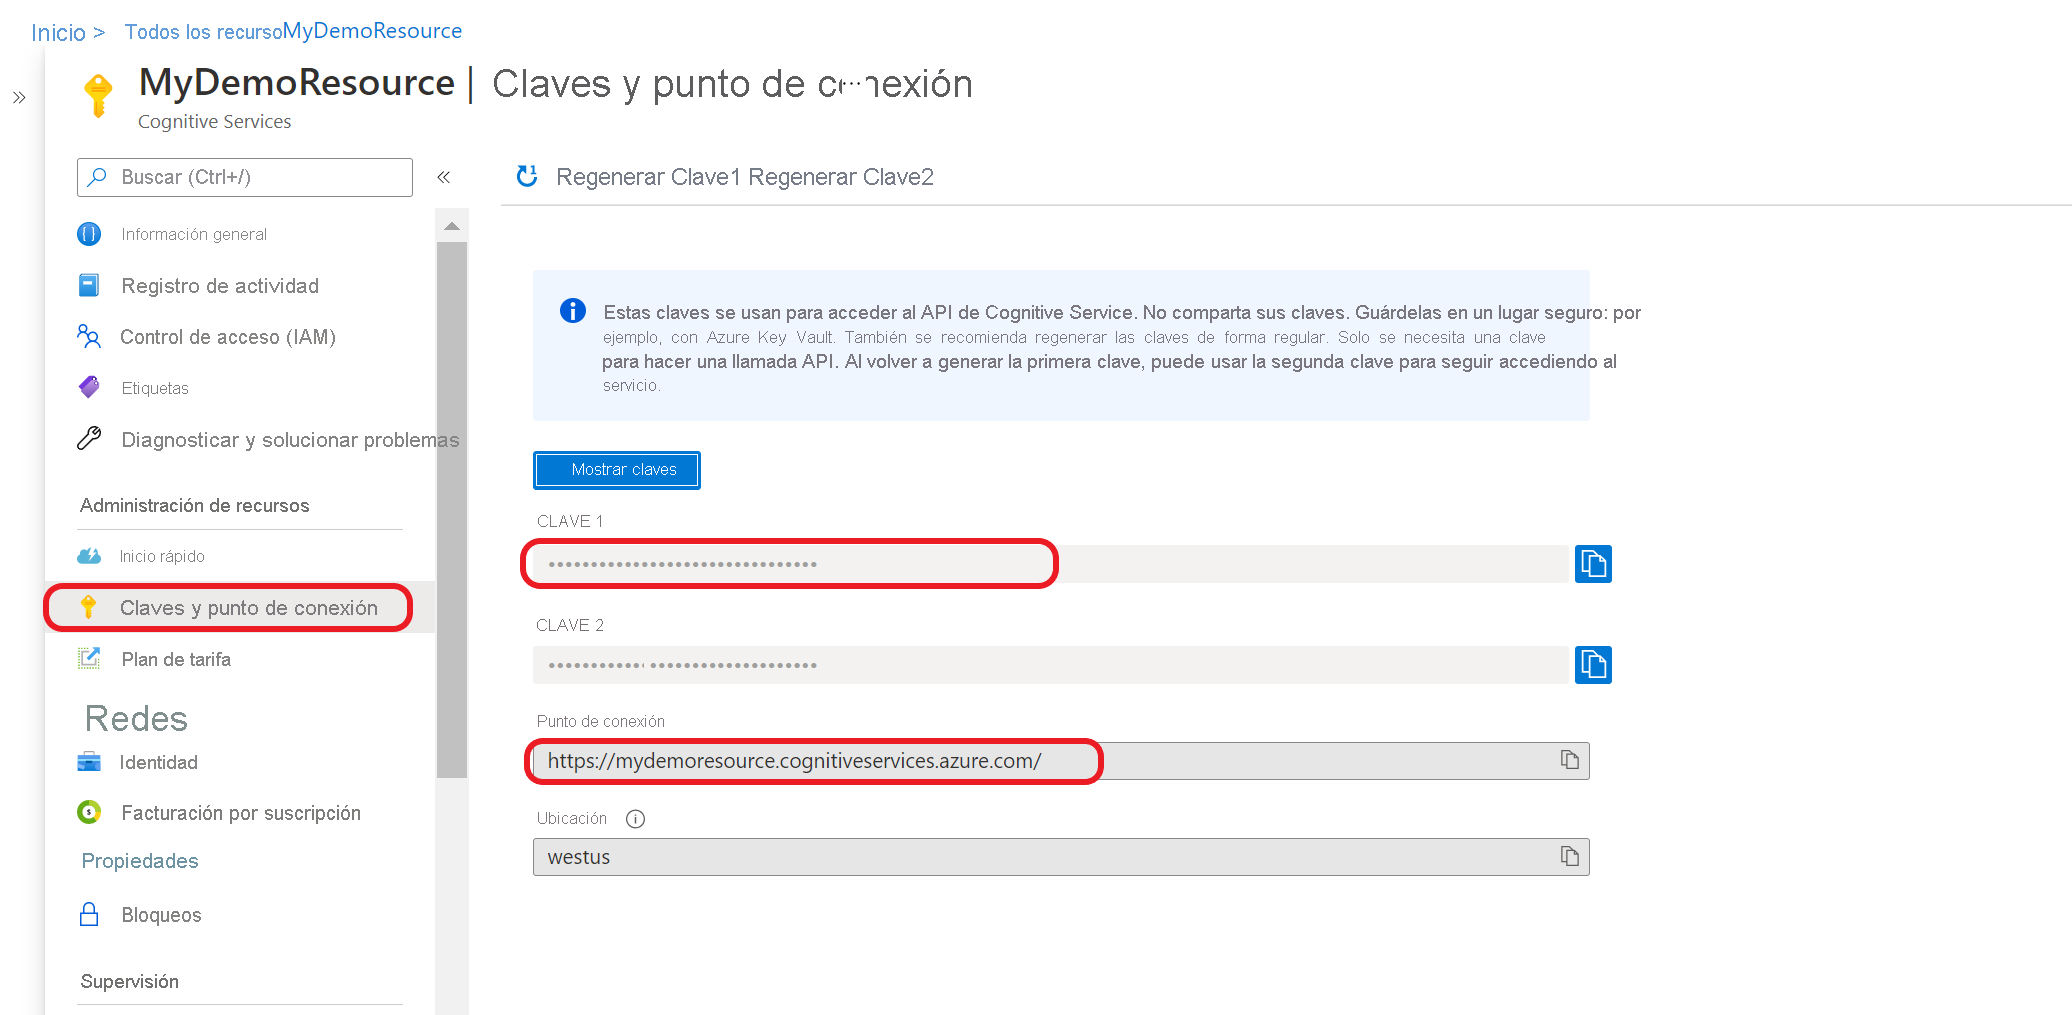 Inicio > Todos los recursoMyDemoResource
MyDemoResource | Claves y punto de conexión
Cognitive Services
Buscar (Ctrl+/)
Información general
Registro de actividad
Control de acceso (IAM)
Etiquetas
Diagnosticar y solucionar problemas
Administración de recursos
Inicio rápido
Claves y punto de conexión
Plan de tarifa
Redes
Identidad
Facturación por suscripción
Propiedades
Bloqueos
Supervisión
Regenerar Clave1 Regenerar Clave2
Estas claves se usan para acceder al API de Cognitive Service. No comparta sus claves. Guárdelas en un lugar seguro: por
ejemplo, con Azure Key Vault. También se recomienda regenerar las claves de forma regular. Solo se necesita una clave
para hacer una llamada API. Al volver a generar la primera clave, puede usar la segunda clave para seguir accediendo al
servicio.
Mostrar claves
CLAVE 1
CLAVE 2
Punto de conexión
https://mydemoresource.cognitiveservices.azure.com/
Ubicación
westus